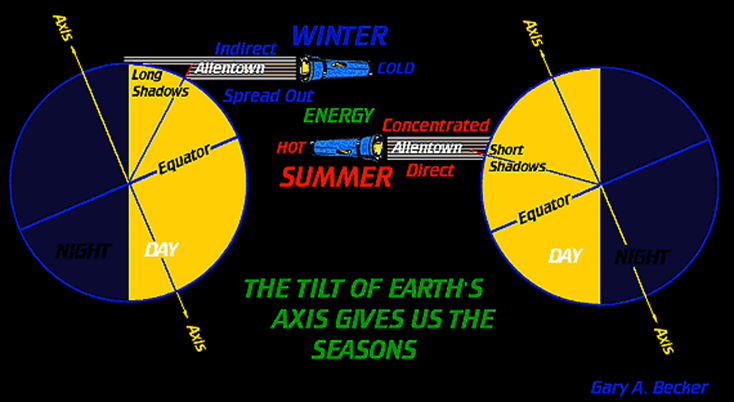 Axis
Axis
WINTER
Indirect
Allentown
COLD
Long
Shadows
Spread Out
ENERGY
Concentrated
HOT
Allentown
Short
Shadows
SUMMER
Direct
Equator
Equator
NIGHT
DAY
DAY
NIGHT
THE TILT OF EARTH'S
AXIS GIVES US THE
SEASONS
Axis
Axis
Gary A. Becker